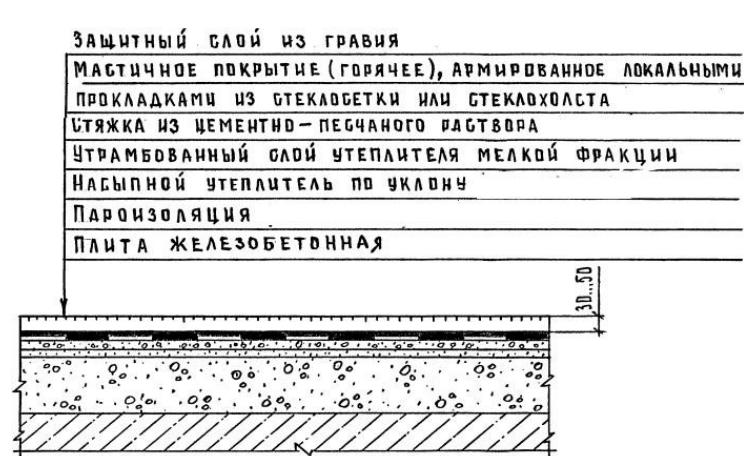 Защитный слой из гравия
Мастичное покрытие (горячее), армированное локальными
прокладками из стеклосетки или стеклохолста
Стяжка из цементно-песчаного раствора
Утрамбованный слой утеплителя мелкой фракции
Насыпной утеплитель по уклону
Пароизоляция
Плита железобетонная
30...50